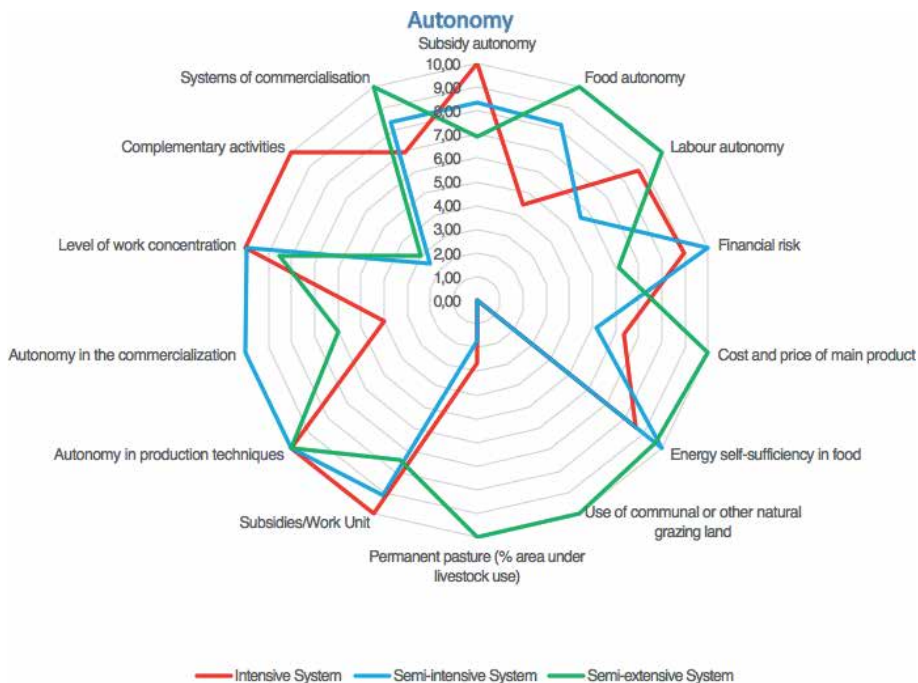 Autonomy
Subsidy autonomy
Systems of commercialisation
Food autonomy
Complementary activities
Labour autonomy
Level of work concentration
Financial risk
Autonomy in the commercialization
Cost and price of main product
Autonomy in production techniques
Energy self-sufficiency in food
Subsidies/Work Unit
Use of communal or other natural
grazing land
Permanent pasture (% area under
livestock use)
10,00
9,00
8,00
7,00
6,00
5,00
4,00
3,00
2,00
1,00
0,00
Intensive System
Semi-intensive System
Semi-extensive System